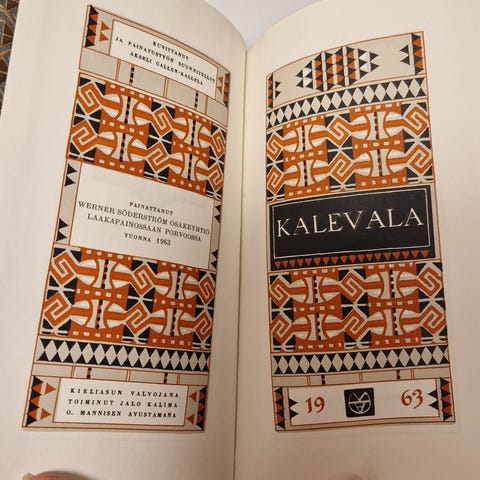 KUVITTANUT
JA PAINATUSTYÖN SUUNNITELLUT
AKSELI GALLEN-KALLELA
PAINATTANUT
WERNER SÖDERSTRÖM OSAKEYHTIÖ
LAAKAPAINOSSAAN PORVOOSSA
VUONNA 1963
KIELIASUN VALVOJANA
TOIMINUT JALO KALIMA
O. MANNISEN AVUSTAMANA
KALEVALA
19 63